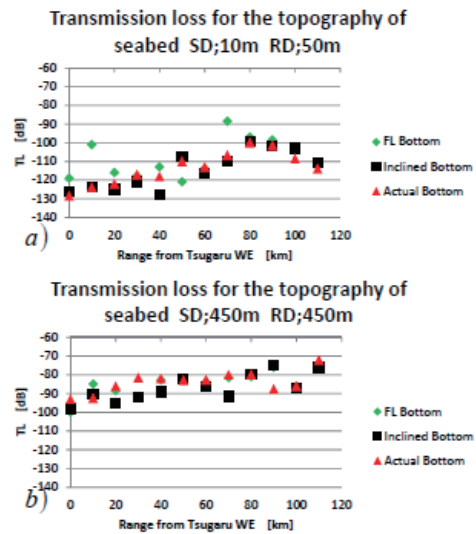 Transmission loss for the topography of
seabed SD;10m RD;50m
TL [dB]
-60
-70
-80
-90
-100
-110
-120
-130
-140
0 20 40 60 80 100 120
Range from Tsugaru WE [km]
FL Bottom
Inclined Bottom
Actual Bottom
a)
Transmission loss for the topography of
seabed SD;450m RD;450m
TL [dB]
-60
-70
-80
-90
-100
-110
-120
-130
-140
0 20 40 60 80 100 120
Range from Tsugaru WE [km]
FL Bottom
Inclined Bottom
Actual Bottom
b)